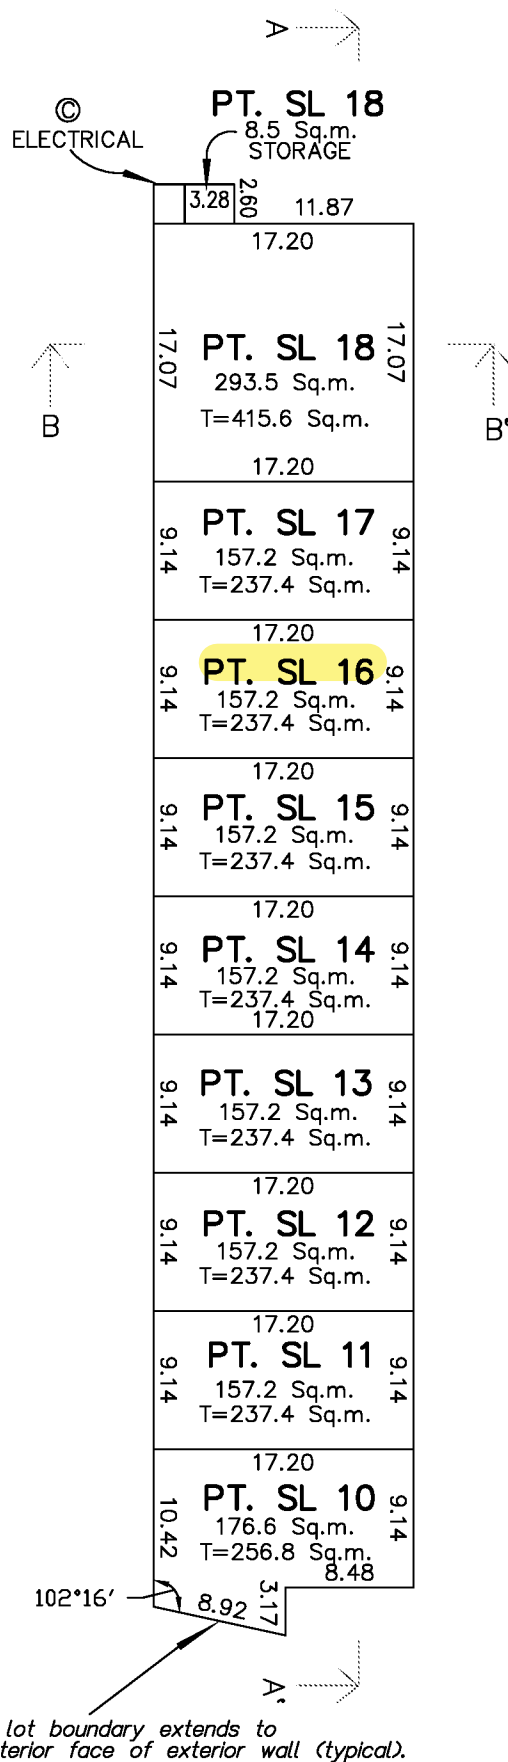 A
PT. SL 18
©
ELECTRICAL
8.5 Sq.m.
STORAGE
3.28
2.60
11.87
17.20
17.07
PT. SL 18
17.07
293.5 Sq.m.
T=415.6 Sq.m.
B
B'
17.20
PT. SL 17
9.14
157.2 Sq.m.
9.14
T=237.4 Sq.m.
17.20
PT. SL 16
9.14
157.2 Sq.m.
9.14
T=237.4 Sq.m.
17.20
PT. SL 15
9.14
157.2 Sq.m.
9.14
T=237.4 Sq.m.
17.20
PT. SL 14
9.14
157.2 Sq.m.
9.14
T=237.4 Sq.m.
17.20
PT. SL 13
9.14
157.2 Sq.m.
9.14
T=237.4 Sq.m.
17.20
PT. SL 12
9.14
157.2 Sq.m.
9.14
T=237.4 Sq.m.
17.20
PT. SL 11
9.14
157.2 Sq.m.
9.14
T=237.4 Sq.m.
17.20
PT. SL 10
10.42
176.6 Sq.m.
9.14
T=256.8 Sq.m.
8.48
102°16'
8.92
3.17
A'
lot boundary extends to
terior face of exterior wall (typical).